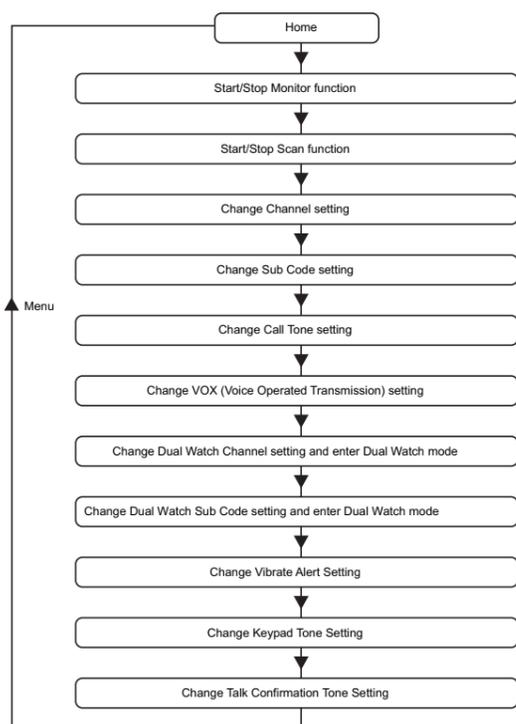 Home
Start/Stop Monitor function
Start/Stop Scan function
Change Channel setting
Change Sub Code setting
Menu
Change Call Tone setting
Change VOX (Voice Operated Transmission) setting
Change Dual Watch Channel setting and enter Dual Watch mode
Change Dual Watch Sub Code setting and enter Dual Watch mode
Change Vibrate Alert Setting
Change Keypad Tone Setting
Change Talk Confirmation Tone Setting